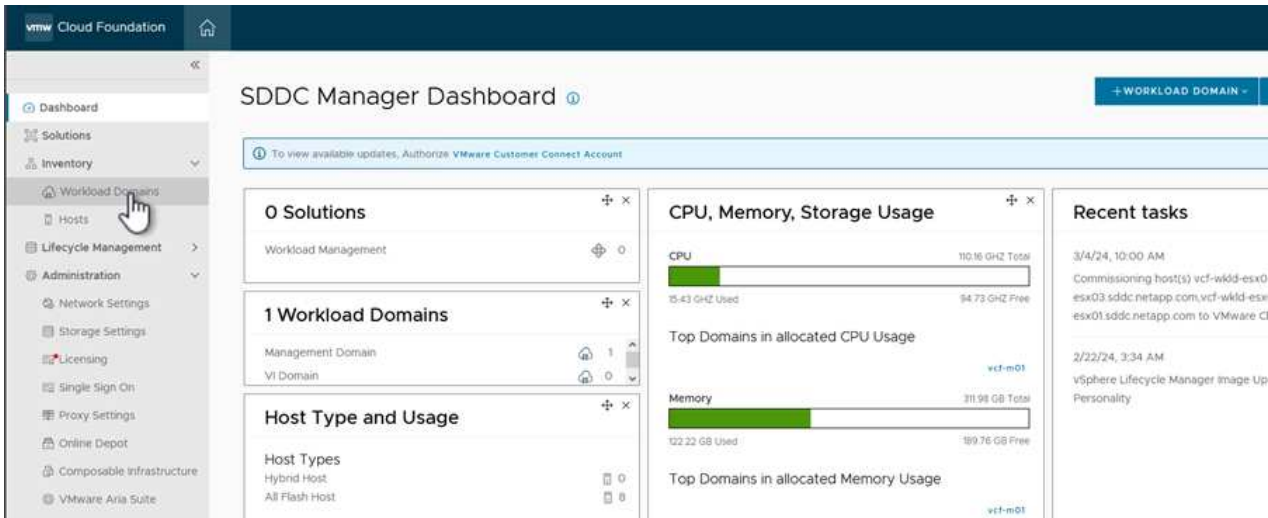 vmw Cloud Foundation
Dashboard
Solutions
Inventory
Workload Domains
Hosts
Lifecycle Management
Administration
Network Settings
Storage Settings
Licensing
Single Sign On
Proxy Settings
Online Depot
Composable Infrastructure
VMware Aria Suite
SDDC Manager Dashboard
+ WORKLOAD DOMAIN
To view available updates, Authorize VMware Customer Connect Account
0 Solutions
Workload Management 0
1 Workload Domains
Management Domain 1
VI Domain 0
Host Type and Usage
Host Types
Hybrid Host 0
All Flash Host 8
CPU, Memory, Storage Usage
CPU 110.16 GHZ Total
15.43 GHZ Used 94.73 GHZ Free
Top Domains in allocated CPU Usage
vcf-m01
Memory 311.98 GB Total
122.22 GB Used 189.76 GB Free
Top Domains in allocated Memory Usage
vcf-m01
Recent tasks
3/4/24, 10:00 AM
Commissioning host(s) vcf-wkld-esx0
esx03.sddc.netapp.com,vcf-wkld-esx
esx01.sddc.netapp.com to VMware Cl
2/22/24, 3:34 AM
vSphere Lifecycle Manager Image Up
Personality